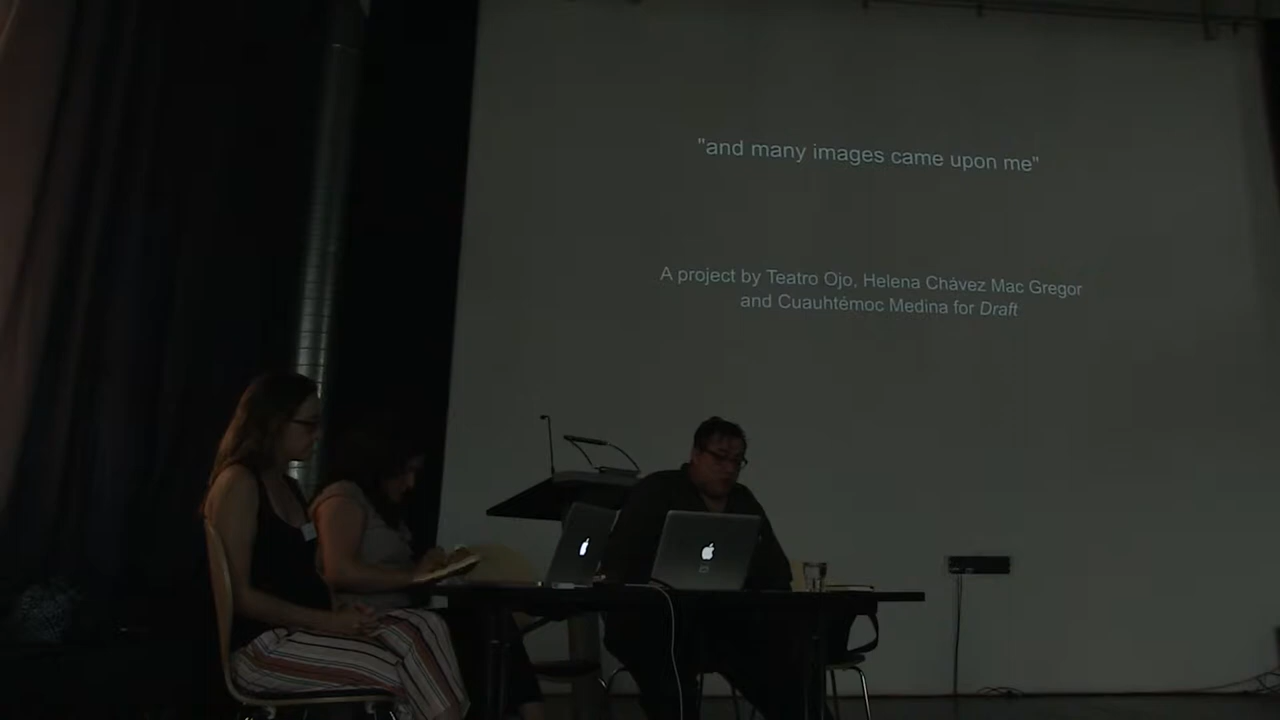 "and many images came upon me"
A project by Teatro Ojo, Helena Chávez Mac Gregor
and Cuauhtémoc Medina for Draft